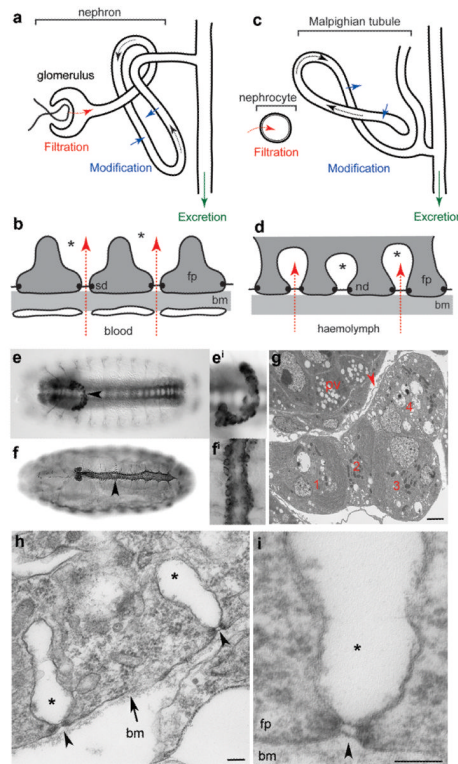 a
nephron
glomerulus
Filtration
Modification
Excretion
c
Malpighian tubule
nephrocyte
Filtration
Modification
Excretion
b
*
*
sd
fp
bm
blood
d
*
*
nd
fp
bm
haemolymph
e
eⁱ
f
g
4
1
2
3
h
*
*
bm
i
*
fp
bm